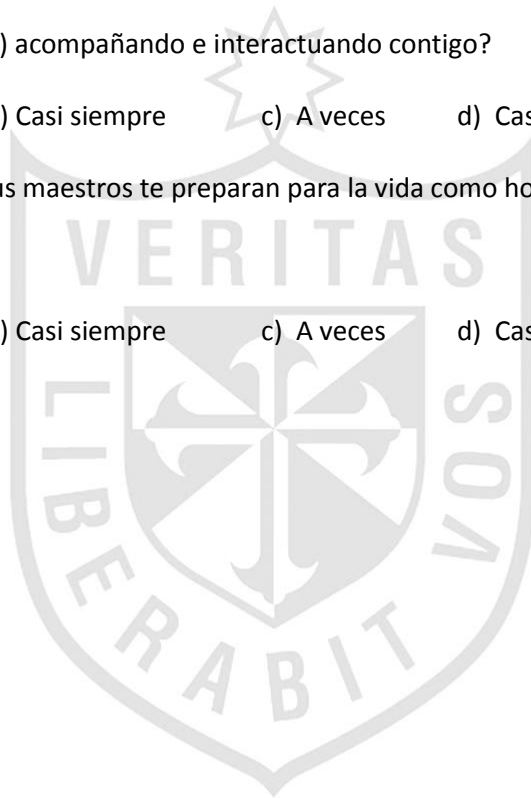 ) acompañando e interactuando contigo?
) Casi siempre c) A veces d) Cas
us maestros te preparan para la vida como ho
) Casi siempre c) A veces d) Cas
VERITAS
LIBERABIT VOS